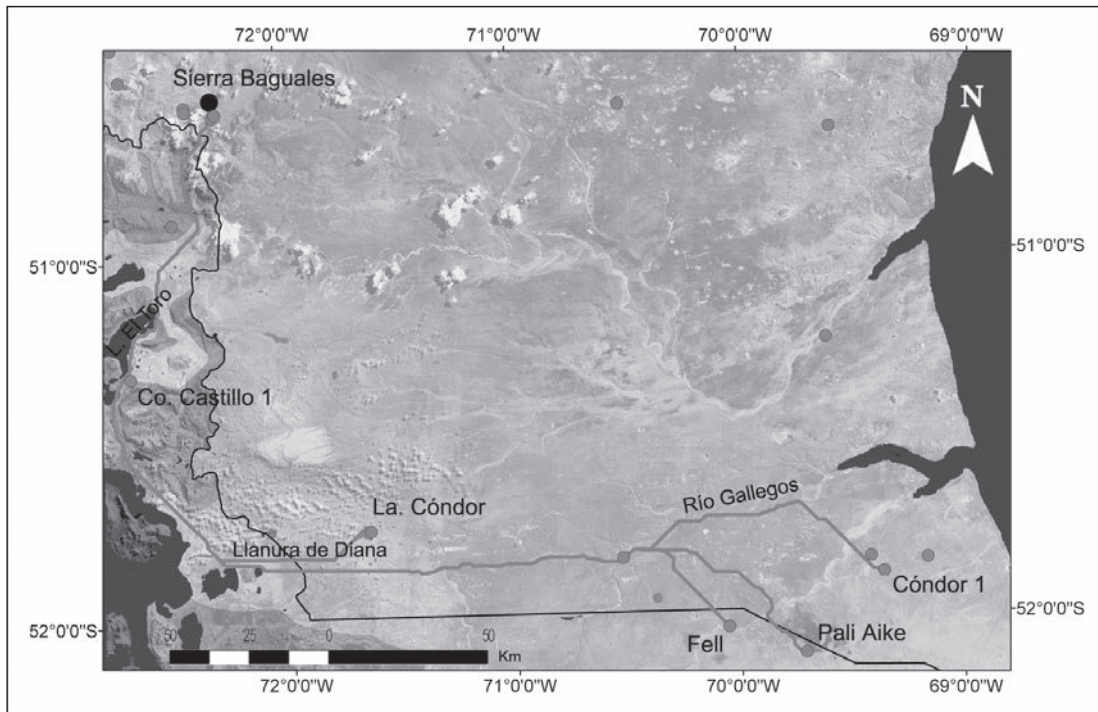 72°0'0"W 71°0'0"W 70°0'0"W 69°0'0"W
Sierra Baguales
N
51°0'0"S 51°0'0"S
L. El Toro
Co. Castillo 1
La. Cóndor
Río Gallegos
Llanura de Diana
Cóndor 1
52°0'0"S 52°0'0"S
Fell
Pali Aike
50 25 0 50
Km
72°0'0"W 71°0'0"W 70°0'0"W 69°0'0"W